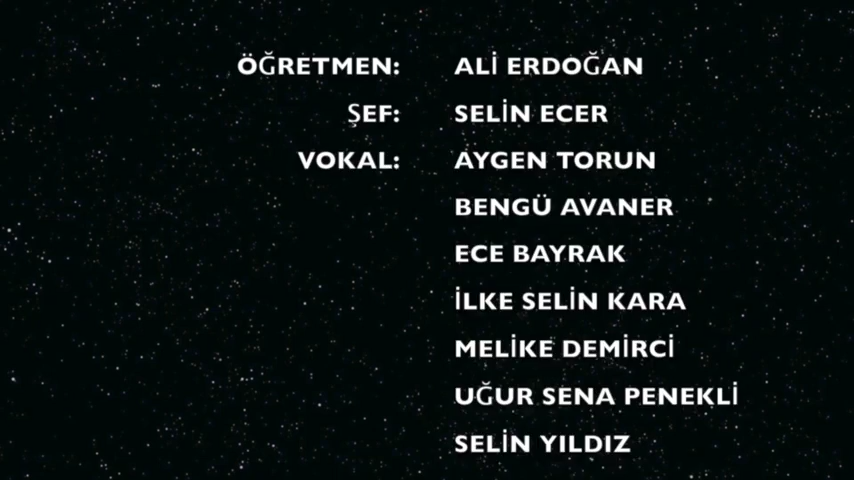 ÖĞRETMEN: ALİ ERDOĞAN
ŞEF: SELİN ECER
VOKAL: AYGEN TORUN
BENGÜ AVANER
ECE BAYRAK
İLKE SELİN KARA
MELİKE DEMİRCİ
UĞUR SENA PENEKLİ
SELİN YILDIZ